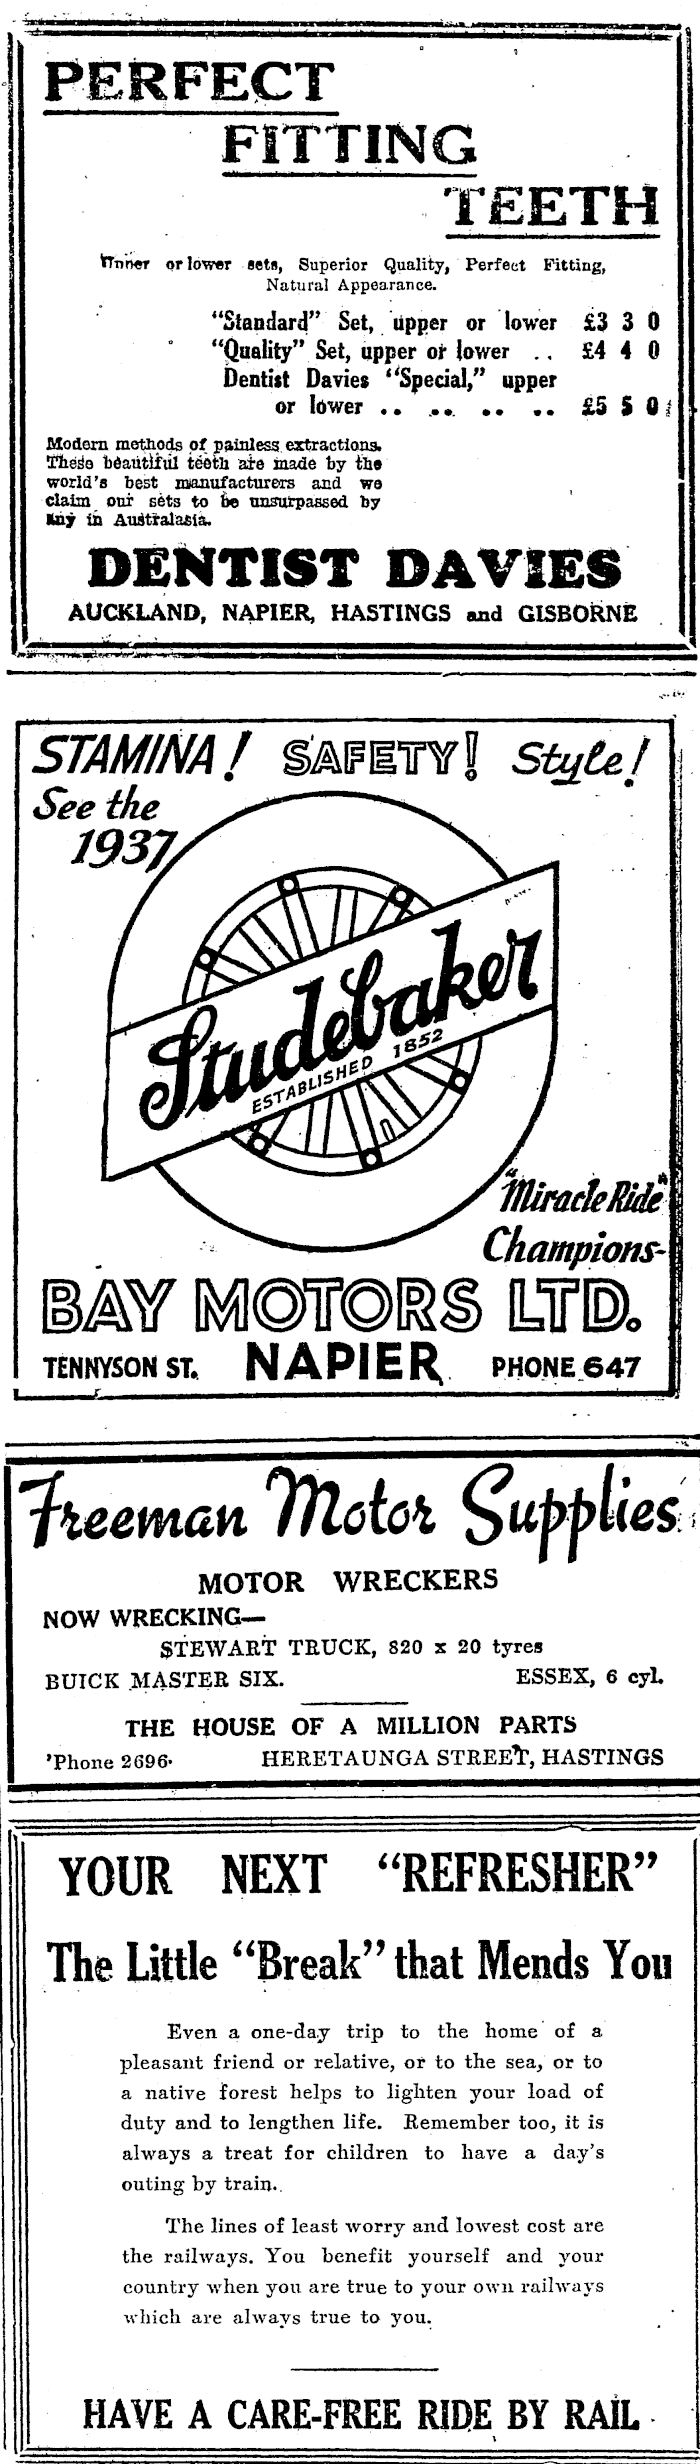 PERFECT
FITTING
TEETH
Upper or lower sets, Superior Quality, Perfect Fitting,
Natural Appearance.
"Standard" Set, upper or lower £3 3 0
"Quality" Set, upper or lower .. £4 4 0
Dentist Davies "Special," upper
or lower .. .. .. .. £5 5 0
Modern methods of painless extractions.
These beautiful teeth are made by the
world's best manufacturers and we
claim our sets to be unsurpassed by
any in Australasia.
DENTIST DAVIES
AUCKLAND, NAPIER, HASTINGS and GISBORNE
STAMINA! SAFETY! Style!
See the
1937
Studebaker
ESTABLISHED 1852
"Miracle Ride"
Champions-
BAY MOTORS LTD.
TENNYSON ST. NAPIER PHONE 647
Freeman Motor Supplies
MOTOR WRECKERS
NOW WRECKING—
STEWART TRUCK, 820 x 20 tyres
BUICK MASTER SIX. ESSEX, 6 cyl.
THE HOUSE OF A MILLION PARTS
'Phone 2696. HERETAUNGA STREET, HASTINGS
YOUR NEXT "REFRESHER"
The Little "Break" that Mends You
Even a one-day trip to the home of a
pleasant friend or relative, or to the sea, or to
a native forest helps to lighten your load of
duty and to lengthen life. Remember too, it is
always a treat for children to have a day's
outing by train.
The lines of least worry and lowest cost are
the railways. You benefit yourself and your
country when you are true to your own railways
which are always true to you.
HAVE A CARE-FREE RIDE BY RAIL